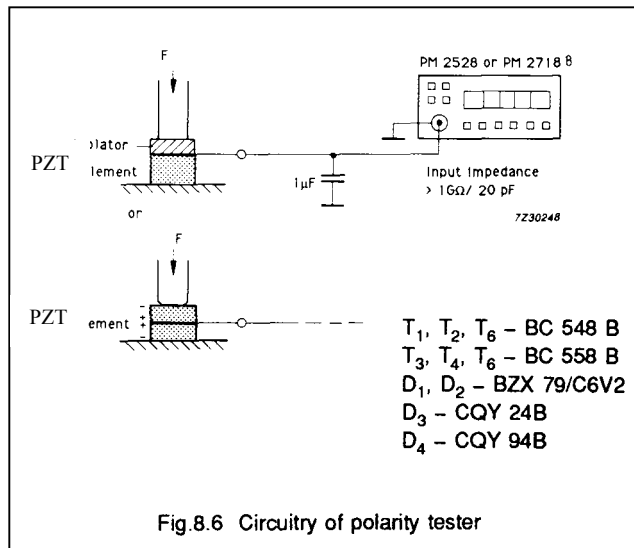 F
PM 2528 or PM 2718 8
olator
PZT
lement
1μF
Input impedance
> 1GΩ/ 20 pF
or
7Z30248
F
PZT
ement
-
+
+
-
T₁, T₂, T₆ – BC 548 B
T₃, T₄, T₆ – BC 558 B
D₁, D₂ – BZX 79/C6V2
D₃ – CQY 24B
D₄ – CQY 94B
Fig.8.6 Circuitry of polarity tester